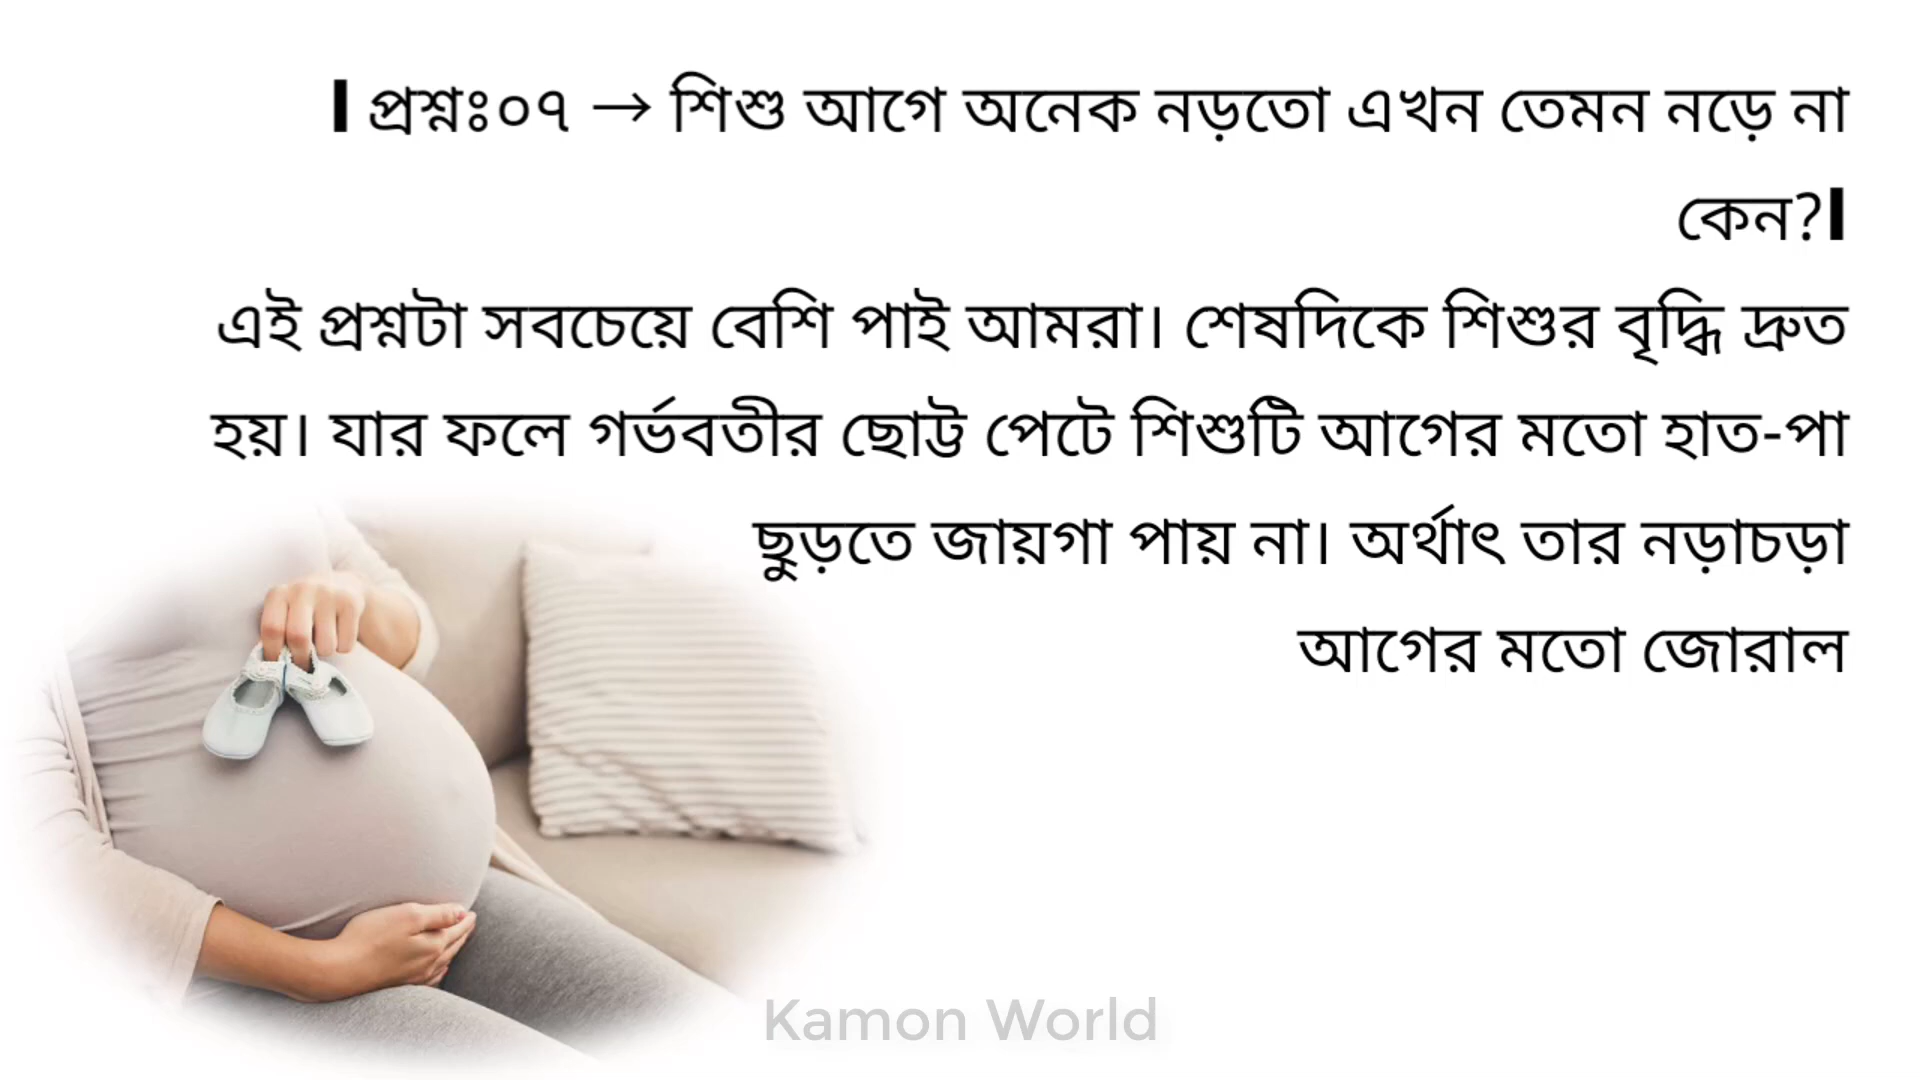 | প্রশ্নঃ০৭ → শিশু আগে অনেক নড়তো এখন তেমন নড়ে না
কেন?|
এই প্রশ্নটা সবচেয়ে বেশি পাই আমরা। শেষদিকে শিশুর বৃদ্ধি দ্রুত
হয়। যার ফলে গর্ভবতীর ছোট্ট পেটে শিশুটি আগের মতো হাত-পা
ছুড়তে জায়গা পায় না। অর্থাৎ তার নড়াচড়া
আগের মতো জোরাল
Kamon World